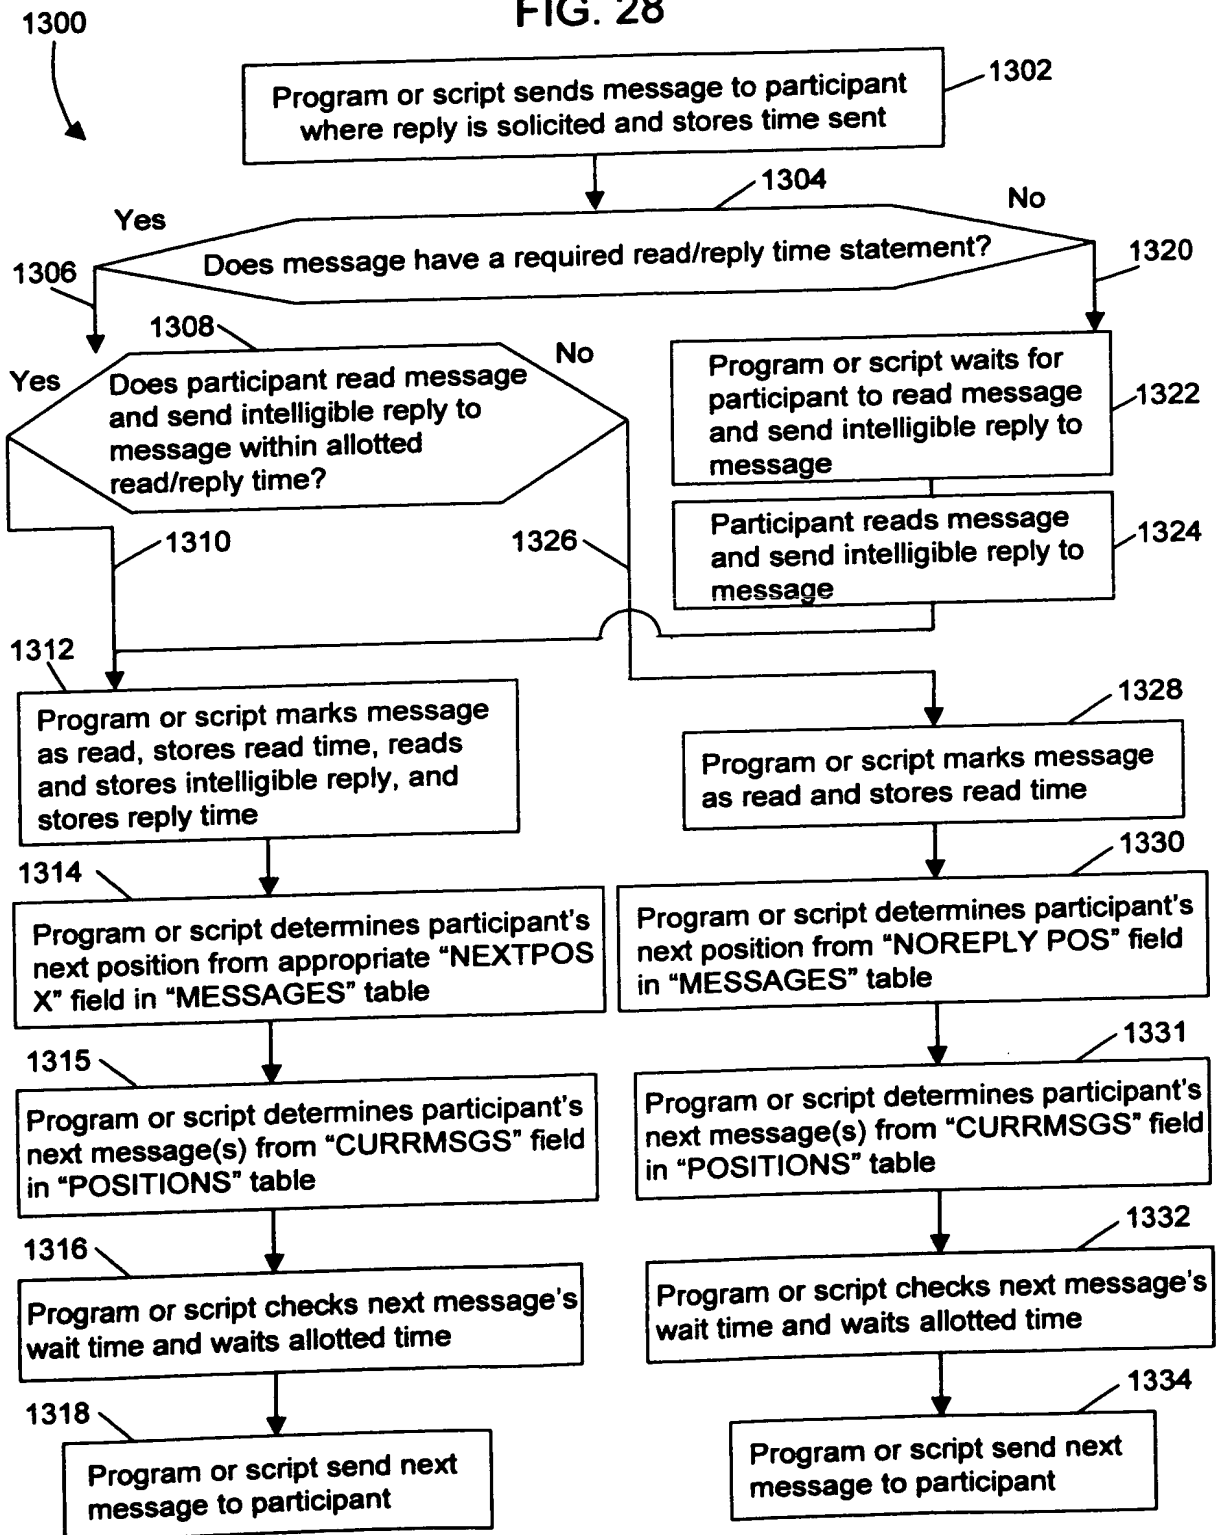 FIG. 28
1300
1302
Program or script sends message to participant
where reply is solicited and stores time sent
1304
Yes
No
Does message have a required read/reply time statement?
1306
1320
1308
Yes
No
Does participant read message
and send intelligible reply to
message within allotted
read/reply time?
Program or script waits for
participant to read message
and send intelligible reply to
message
1322
1310
1326
Participant reads message
and send intelligible reply to
message
1324
1312
Program or script marks message
as read, stores read time, reads
and stores intelligible reply, and
stores reply time
1328
Program or script marks message
as read and stores read time
1314
Program or script determines participant's
next position from appropriate "NEXTPOS
X" field in "MESSAGES" table
1330
Program or script determines participant's
next position from "NOREPLY POS" field
in "MESSAGES" table
1315
Program or script determines participant's
next message(s) from "CURRMSGS" field
in "POSITIONS" table
1331
Program or script determines participant's
next message(s) from "CURRMSGS" field
in "POSITIONS" table
1316
Program or script checks next message's
wait time and waits allotted time
1332
Program or script checks next message's
wait time and waits allotted time
1318
Program or script send next
message to participant
1334
Program or script send next
message to participant